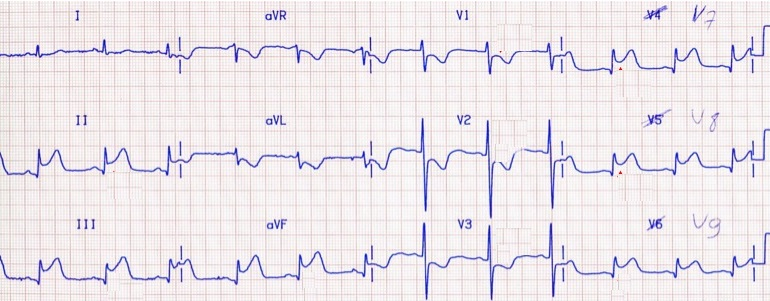 I aVR V1 V4 V7
II aVL V2 V5 V8
III aVF V3 V6 V9